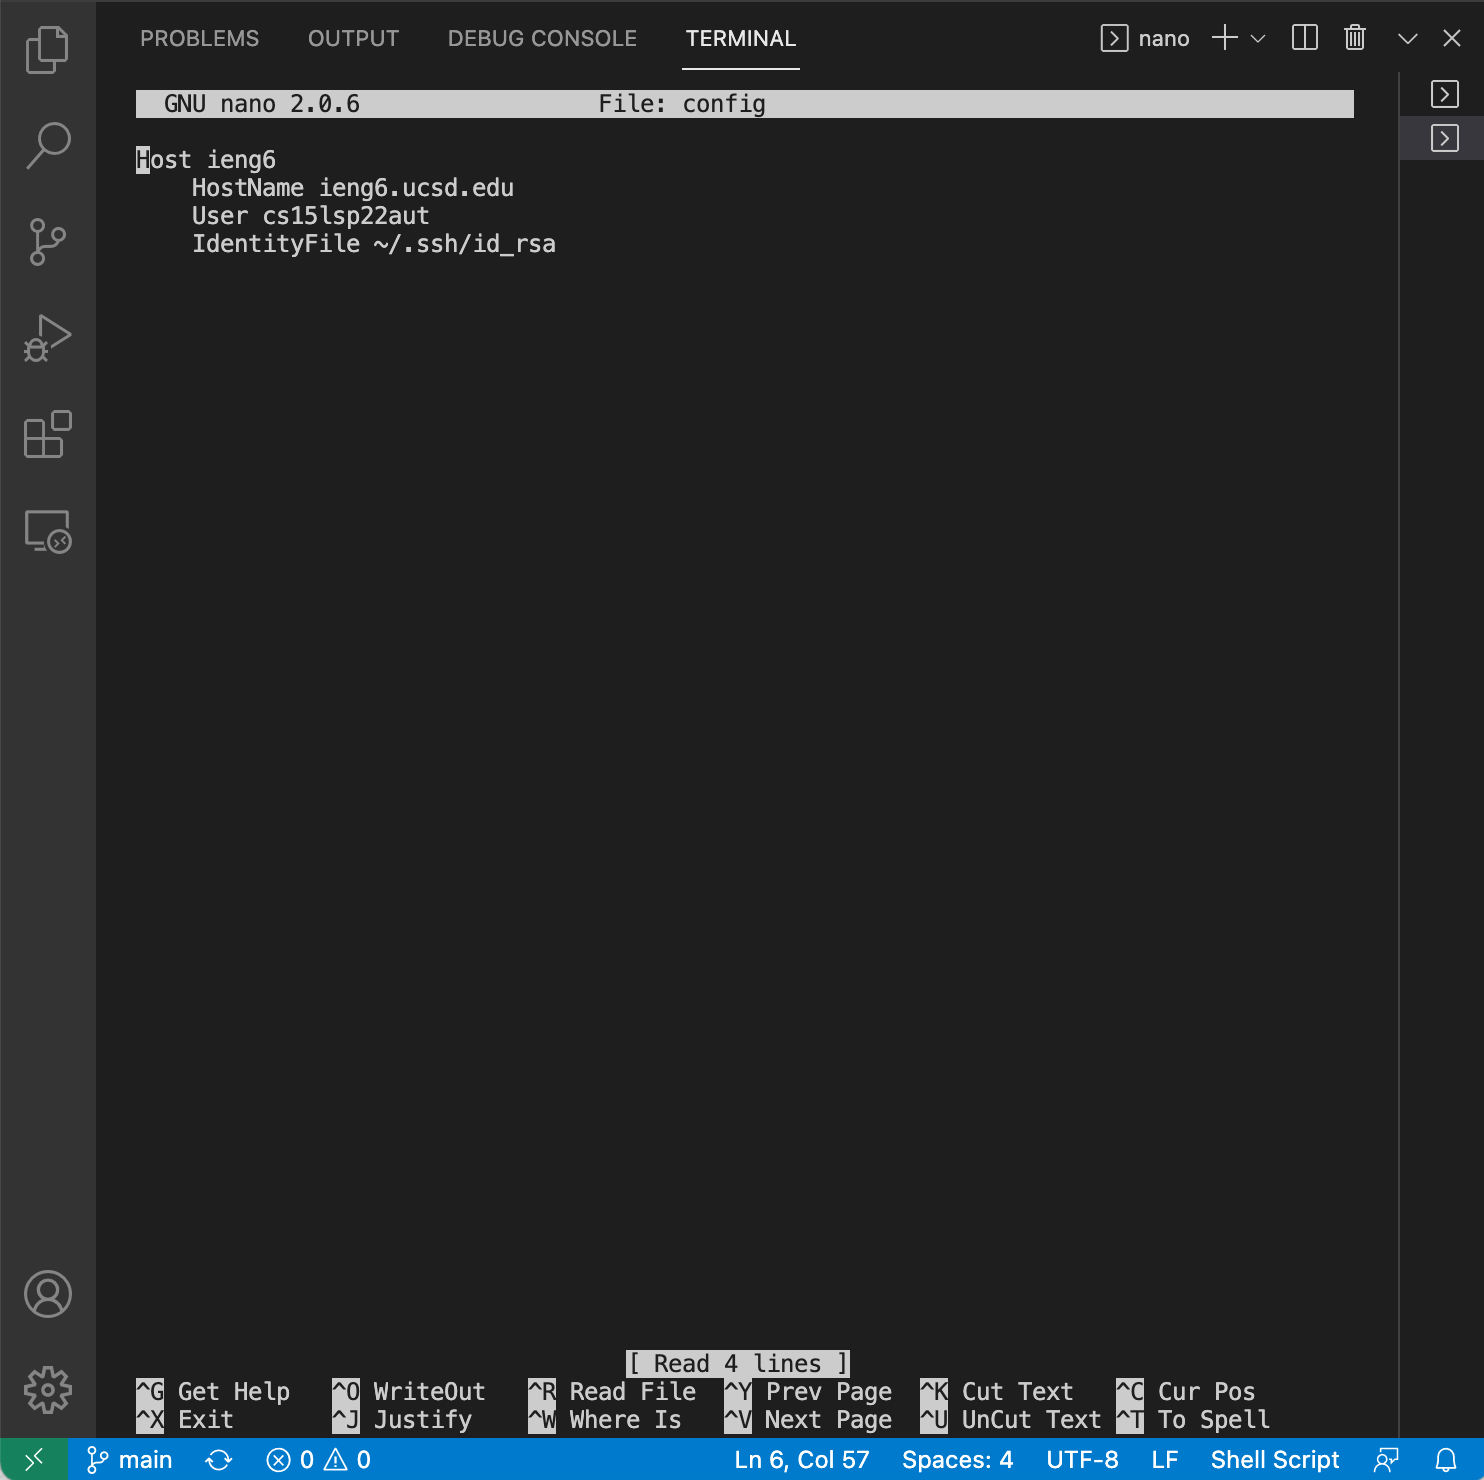 PROBLEMS OUTPUT DEBUG CONSOLE TERMINAL nano
GNU nano 2.0.6 File: config
Host ieng6
HostName ieng6.ucsd.edu
User cs15lsp22aut
IdentityFile ~/.ssh/id_rsa
[ Read 4 lines ]
^G Get Help ^O WriteOut ^R Read File ^Y Prev Page ^K Cut Text ^C Cur Pos
^X Exit ^J Justify ^W Where Is ^V Next Page ^U UnCut Text ^T To Spell
main 0 0 Ln 6, Col 57 Spaces: 4 UTF-8 LF Shell Script